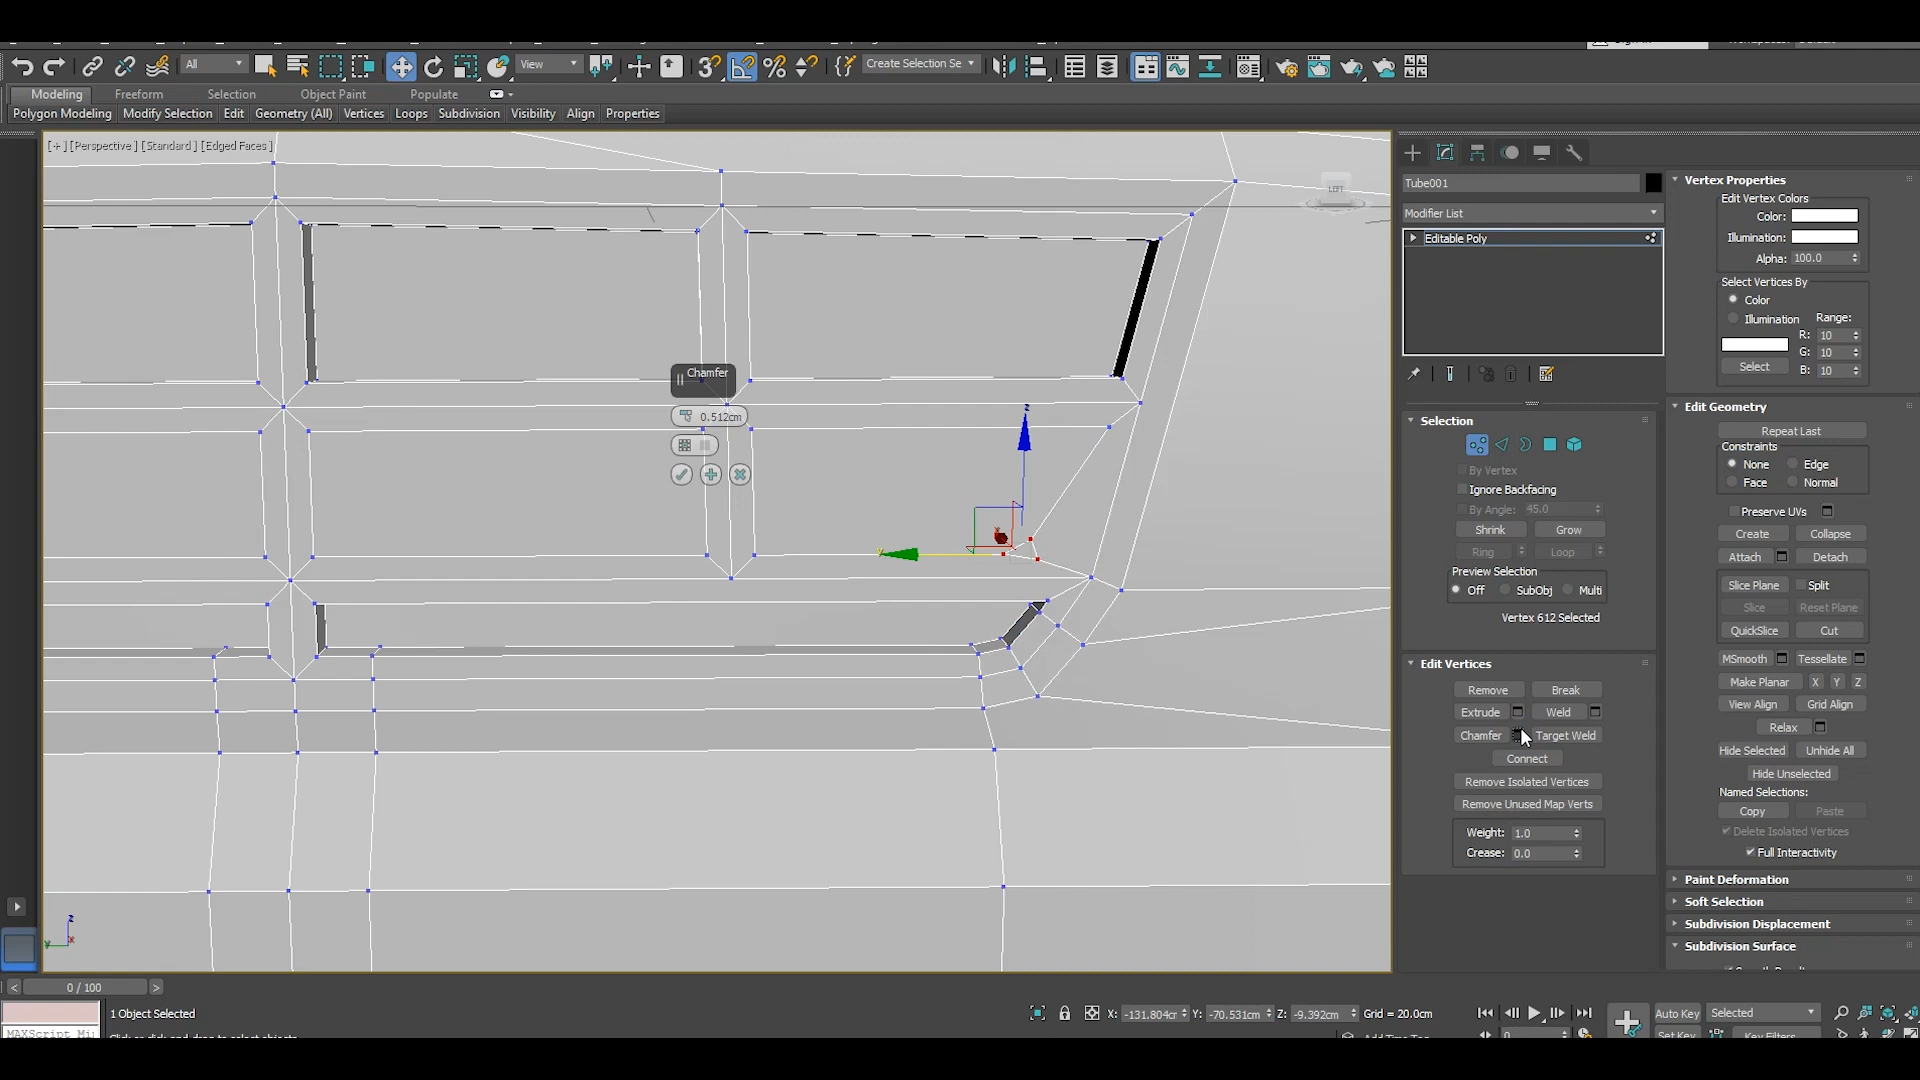 All
View
Create Selection Se
Modeling
Freeform
Selection
Object Paint
Populate
Polygon Modeling
Modify Selection
Edit
Geometry (All)
Vertices
Loops
Subdivision
Visibility
Align
Properties
[+] [Perspective] [Standard] [Edged Faces]
LEFT
Chamfer
0.512cm
z
y
x
z
y
x
Tube001
Modifier List
Editable Poly
Selection
By Vertex
Ignore Backfacing
By Angle: 45.0
Shrink
Grow
Ring
Loop
Preview Selection
Off
SubObj
Multi
Vertex 612 Selected
Edit Vertices
Remove
Break
Extrude
Weld
Chamfer
Target Weld
Connect
Remove Isolated Vertices
Remove Unused Map Verts
Weight: 1.0
Crease: 0.0
Vertex Properties
Edit Vertex Colors
Color:
Illumination:
Alpha: 100.0
Select Vertices By
Color
Illumination
Range:
R: 10
G: 10
B: 10
Select
Edit Geometry
Repeat Last
Constraints
None
Edge
Face
Normal
Preserve UVs
Create
Collapse
Attach
Detach
Slice Plane
Split
Slice
Reset Plane
QuickSlice
Cut
MSmooth
Tessellate
Make Planar
X
Y
Z
View Align
Grid Align
Relax
Hide Selected
Unhide All
Hide Unselected
Named Selections:
Copy
Paste
Delete Isolated Vertices
Full Interactivity
Paint Deformation
Soft Selection
Subdivision Displacement
Subdivision Surface
<
0 / 100
>
1 Object Selected
X: -131.804cr
Y: -70.531cm
Z: -9.392cm
Grid = 20.0cm
Auto Key
Selected
MAXScript Mi
0